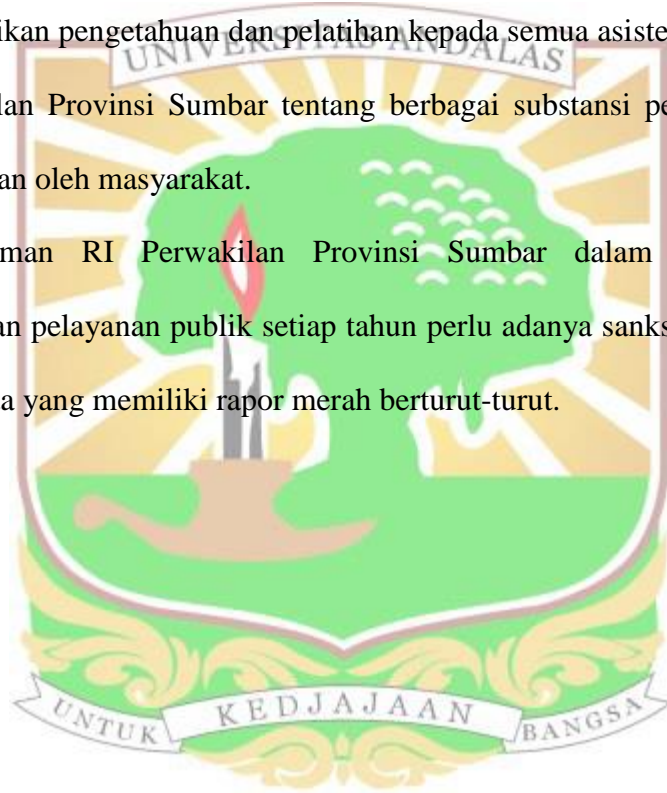 ikan pengetahuan dan pelatihan kepada semua asiste
UNIVERSITAS ANDALAS
lan Provinsi Sumbar tentang berbagai substansi pe
an oleh masyarakat.
man RI Perwakilan Provinsi Sumbar dalam
an pelayanan publik setiap tahun perlu adanya sanks
a yang memiliki rapor merah berturut-turut.
UNTUK KEDJAJAAN BANGSA